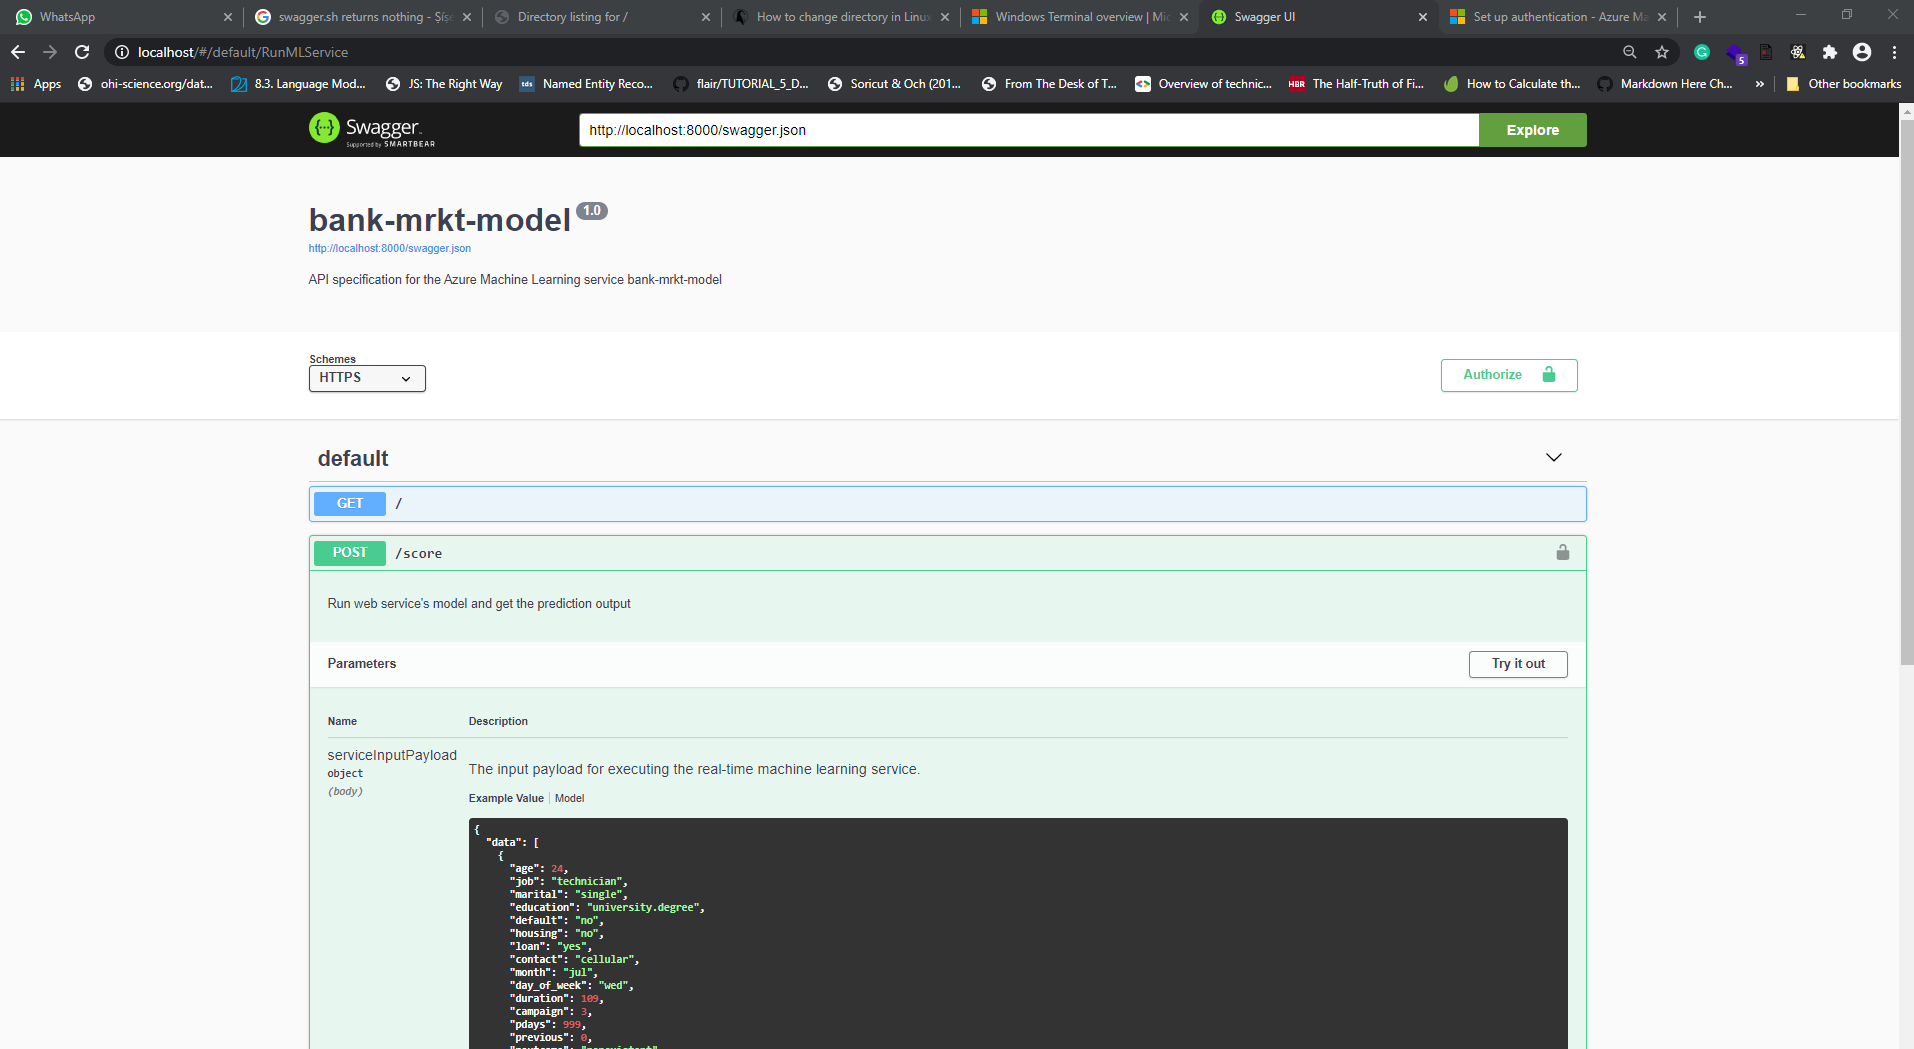 WhatsApp
swagger.sh returns nothing - Sis
Directory listing for /
How to change directory in Linux
Windows Terminal overview | Mic
Swagger UI
Set up authentication - Azure Ma
localhost/#/default/RunMLService
5
Apps
ohi-science.org/dat...
8.3. Language Mod...
JS: The Right Way
tds
Named Entity Reco...
flair/TUTORIAL_5_D...
Soricut & Och (201...
From The Desk of T...
Overview of technic...
HBR
The Half-Truth of Fi...
How to Calculate th...
Markdown Here Ch...
»
Other bookmarks
{··} Swagger
Supported by SMARTBEAR
http://localhost:8000/swagger.json
Explore
bank-mrkt-model 1.0
http://localhost:8000/swagger.json
API specification for the Azure Machine Learning service bank-mrkt-model
Schemes
HTTPS
Authorize
default
GET /
POST /score
Run web service's model and get the prediction output
Parameters
Try it out
Name Description
serviceInputPayload
object
(body)
The input payload for executing the real-time machine learning service.
Example Value | Model
{
"data": [
{
"age": 24,
"job": "technician",
"marital": "single",
"education": "university.degree",
"default": "no",
"housing": "no",
"loan": "yes",
"contact": "cellular",
"month": "jul",
"day_of_week": "wed",
"duration": 109,
"campaign": 3,
"pdays": 999,
"previous": 0,